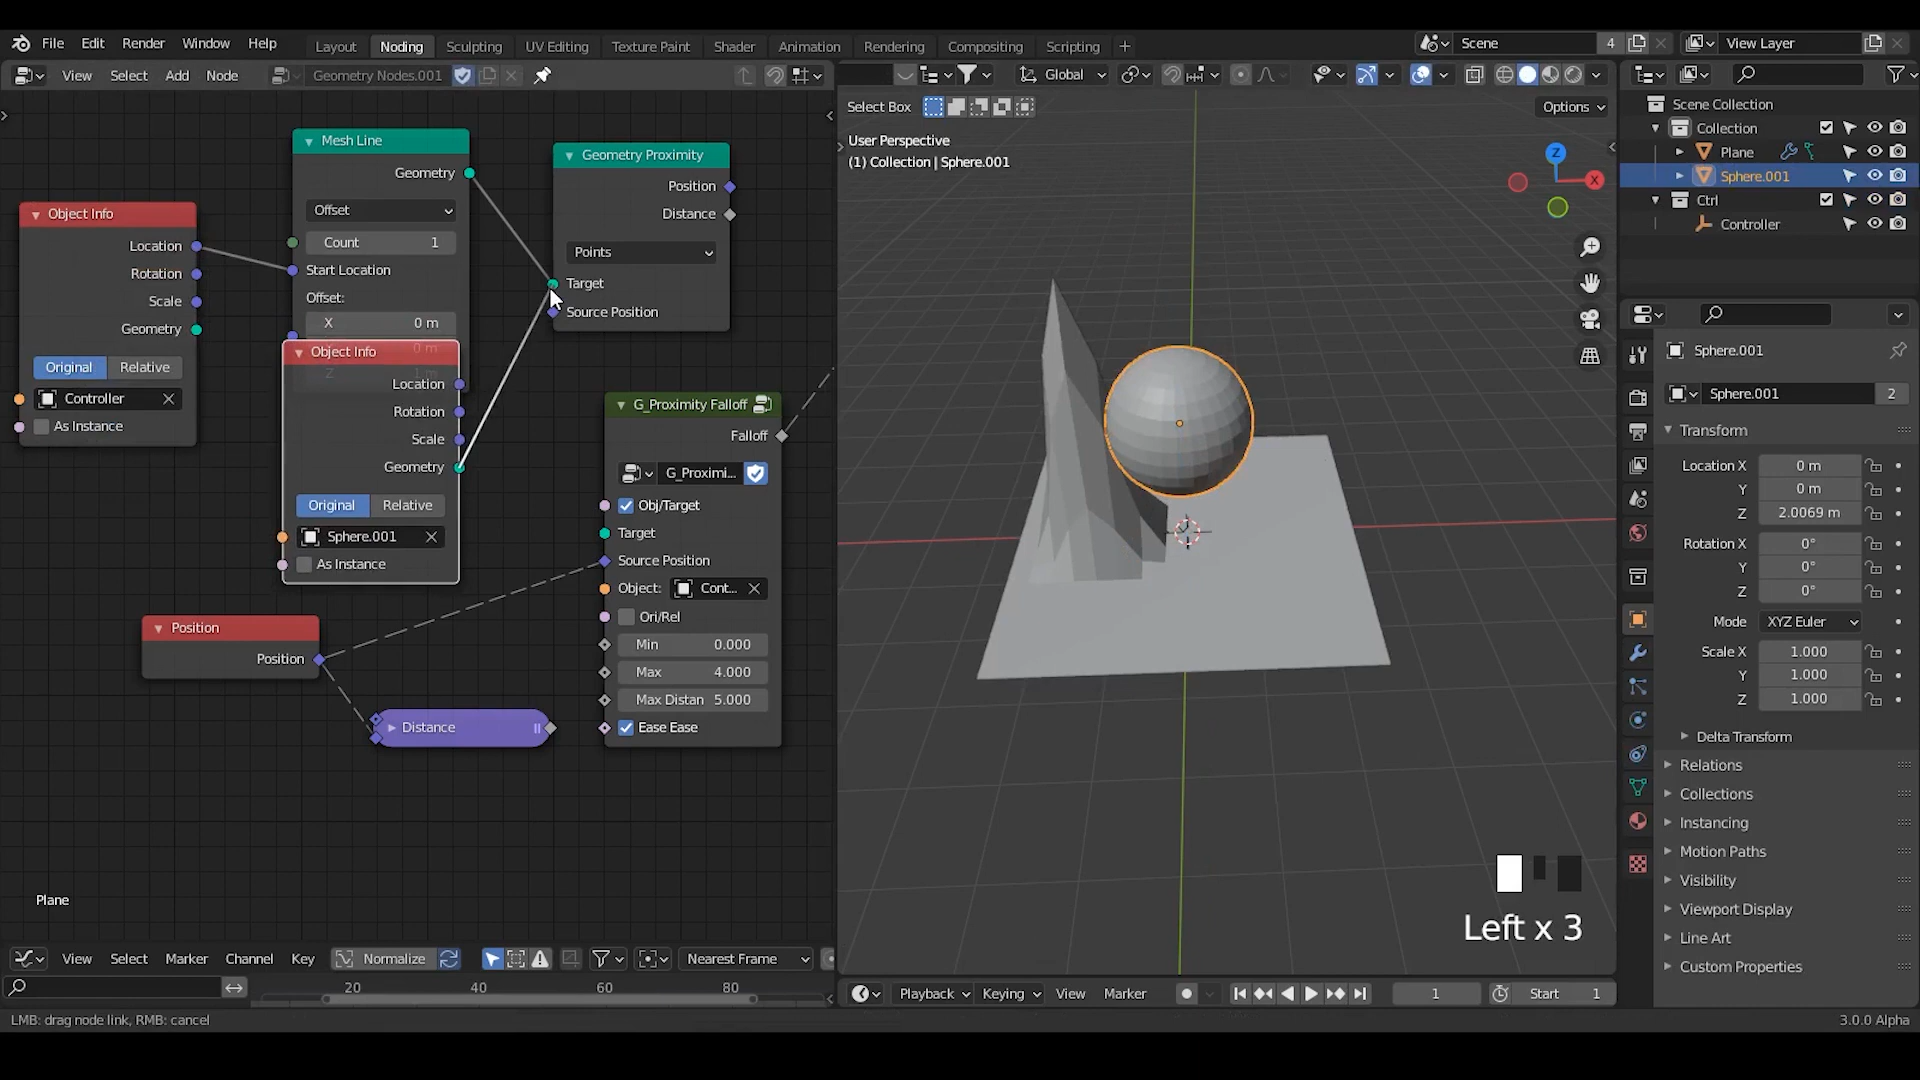 File Edit Render Window Help
Layout Noding Sculpting UV Editing Texture Paint Shader Animation Rendering Compositing Scripting +
Scene 4
View Layer
View Select Add Node
Geometry Nodes.001
Global
Select Box
Options
User Perspective
(1) Collection | Sphere.001
Z
X
Mesh Line
Geometry
Offset
Count 1
Start Location
Offset:
X 0 m
0 m
Z 1 m
Geometry Proximity
Position
Distance
Points
Target
Source Position
Object Info
Location
Rotation
Scale
Geometry
Original Relative
Controller
As Instance
Object Info
Location
Rotation
Scale
Geometry
Original Relative
Sphere.001
As Instance
G_Proximity Falloff
Falloff
G_Proximi...
Obj/Target
Target
Source Position
Object: Cont...
Ori/Rel
Min 0.000
Max 4.000
Max Distan 5.000
Ease Ease
Position
Position
Distance
Plane
Left x 3
Scene Collection
Collection
Plane
Sphere.001
Ctrl
Controller
Sphere.001
Sphere.001 2
Transform
Location X 0 m
Y 0 m
Z 2.0069 m
Rotation X 0°
Y 0°
Z 0°
Mode XYZ Euler
Scale X 1.000
Y 1.000
Z 1.000
Delta Transform
Relations
Collections
Instancing
Motion Paths
Visibility
Viewport Display
Line Art
Custom Properties
View Select Marker Channel Key Normalize Nearest Frame
20 40 60 80
Playback Keying View Marker 1 Start 1
LMB: drag node link, RMB: cancel
3.0.0 Alpha